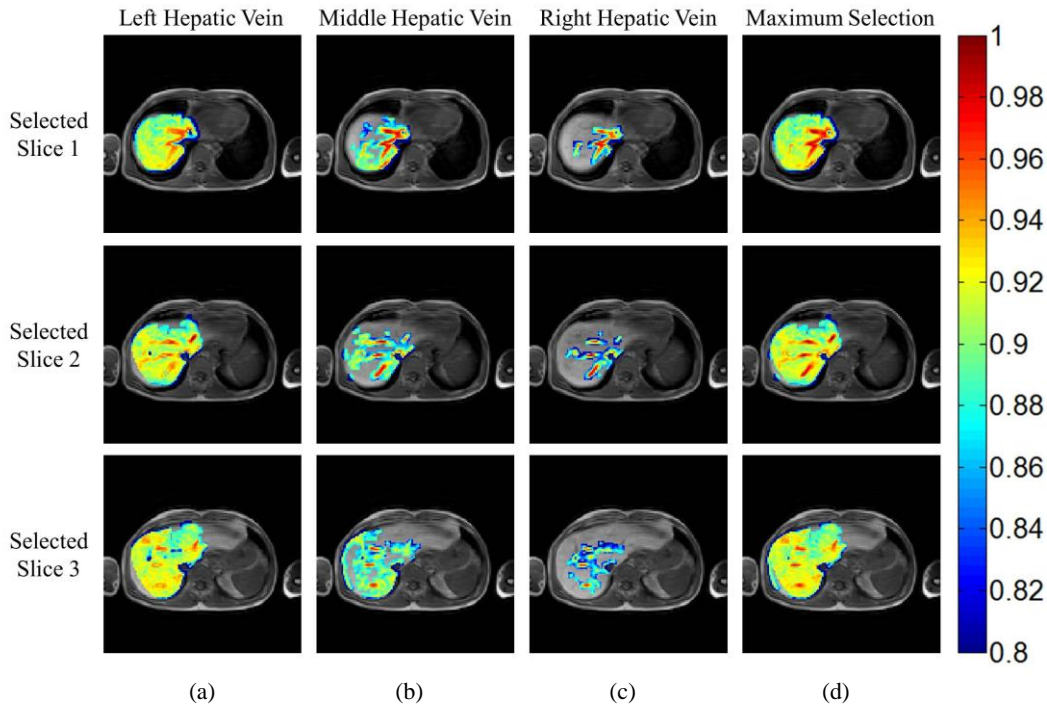 Left Hepatic Vein
Middle Hepatic Vein
Right Hepatic Vein
Maximum Selection
Selected
Slice 1
Selected
Slice 2
Selected
Slice 3
1
0.98
0.96
0.94
0.92
0.9
0.88
0.86
0.84
0.82
0.8
(a)
(b)
(c)
(d)